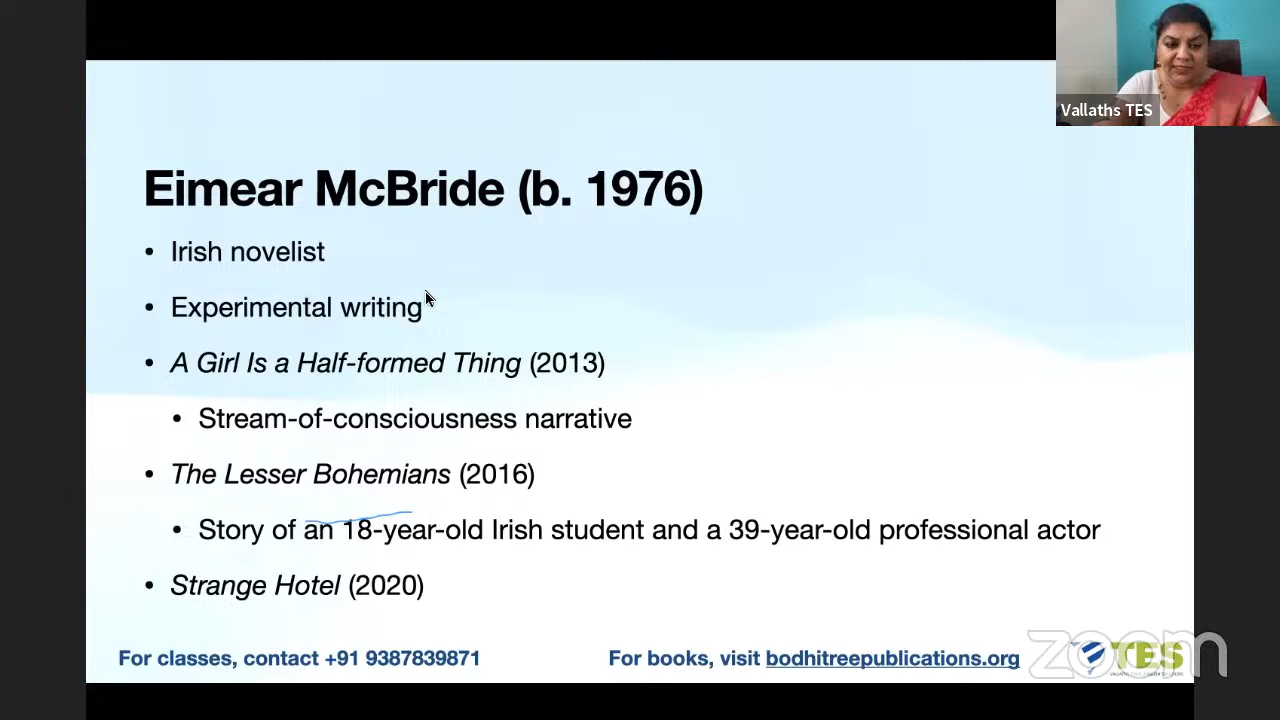 Vallaths TES
Eimear McBride (b. 1976)
• Irish novelist
• Experimental writing
• A Girl Is a Half-formed Thing (2013)
• Stream-of-consciousness narrative
• The Lesser Bohemians (2016)
• Story of an 18-year-old Irish student and a 39-year-old professional actor
• Strange Hotel (2020)
For classes, contact +91 9387839871
For books, visit bodhitreepublications.org
zoom
TES